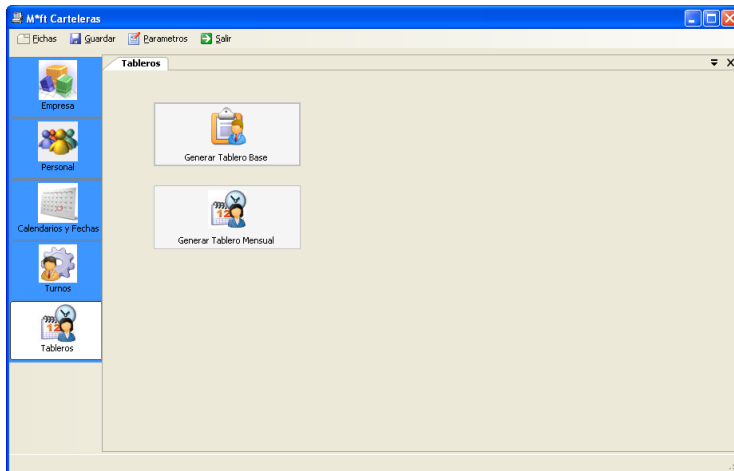 M*ft Carteleras
Fichas Guardar Parametros Salir
Tableros
Empresa
Personal
Calendarios y Fechas
Turnos
Tableros
Generar Tablero Base
Generar Tablero Mensual